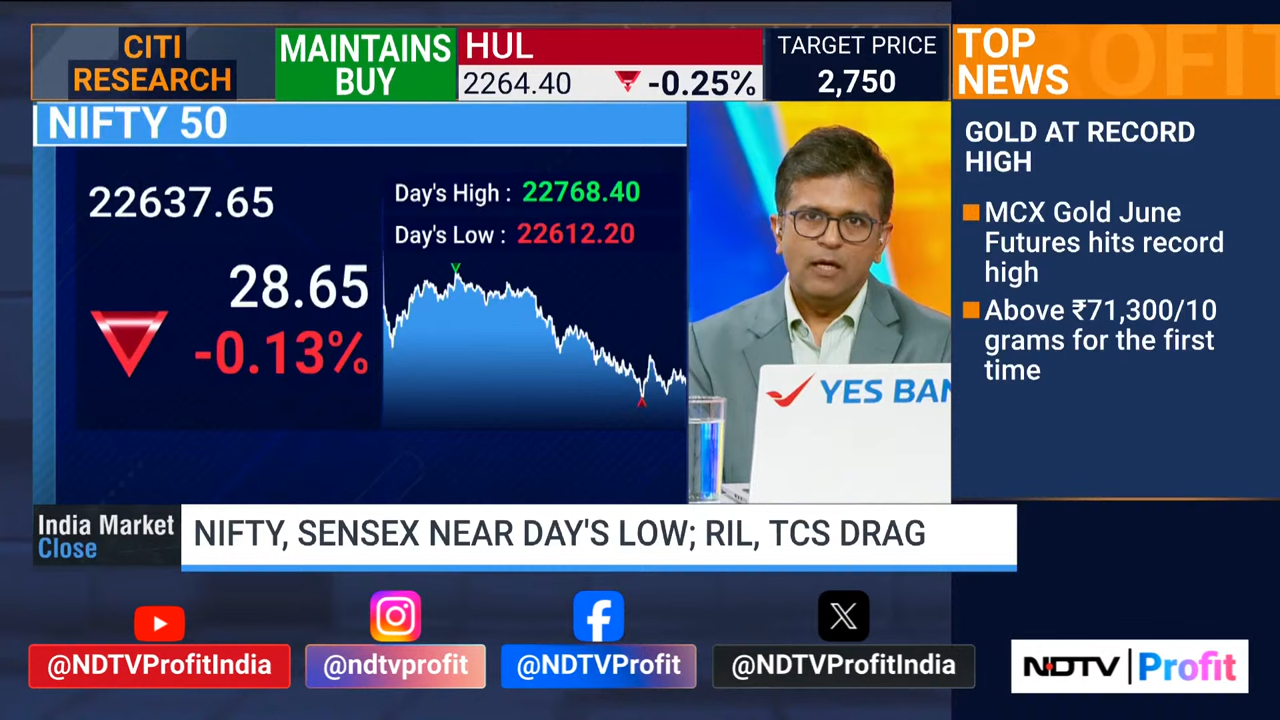 CITI
RESEARCH
MAINTAINS
BUY
HUL
2264.40 -0.25%
TARGET PRICE
2,750
TOP
NEWS
NIFTY 50
22637.65
28.65
-0.13%
Day's High : 22768.40
Day's Low : 22612.20
YES BAN
GOLD AT RECORD
HIGH
MCX Gold June
Futures hits record
high
Above ₹71,300/10
grams for the first
time
India Market
Close
NIFTY, SENSEX NEAR DAY'S LOW; RIL, TCS DRAG
@NDTVProfitIndia
@ndtvprofit
@NDTVProfit
@NDTVProfitIndia
NDTV Profit